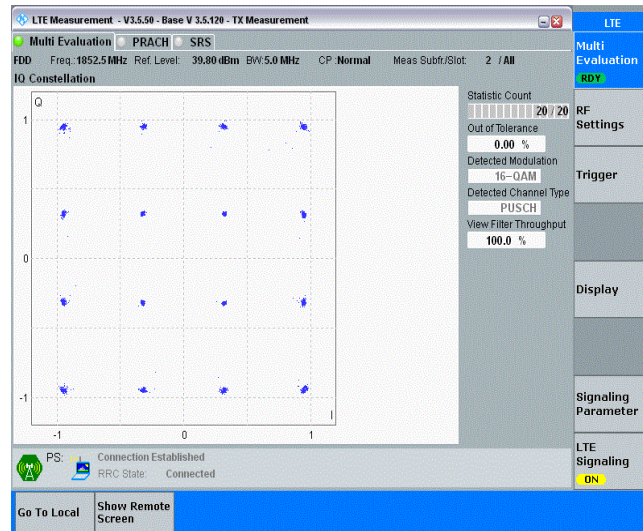 LTE Measurement - V3.5.50 - Base V 3.5.120 - TX Measurement
LTE
Multi Evaluation PRACH SRS
FDD Freq.: 1852.5 MHz Ref. Level: 39.80 dBm BW: 5.0 MHz CP : Normal Meas Subfr./Slot: 2 / All
IQ Constellation
Q
1
0
-1
-1 0 1
I
Statistic Count
20 / 20
Out of Tolerance
0.00 %
Detected Modulation
16-QAM
Detected Channel Type
PUSCH
View Filter Throughput
100.0 %
Multi
Evaluation
RDY
RF
Settings
Trigger
Display
Signaling
Parameter
LTE
Signaling
ON
PS: Connection Established
RRC State: Connected
Go To Local
Show Remote
Screen